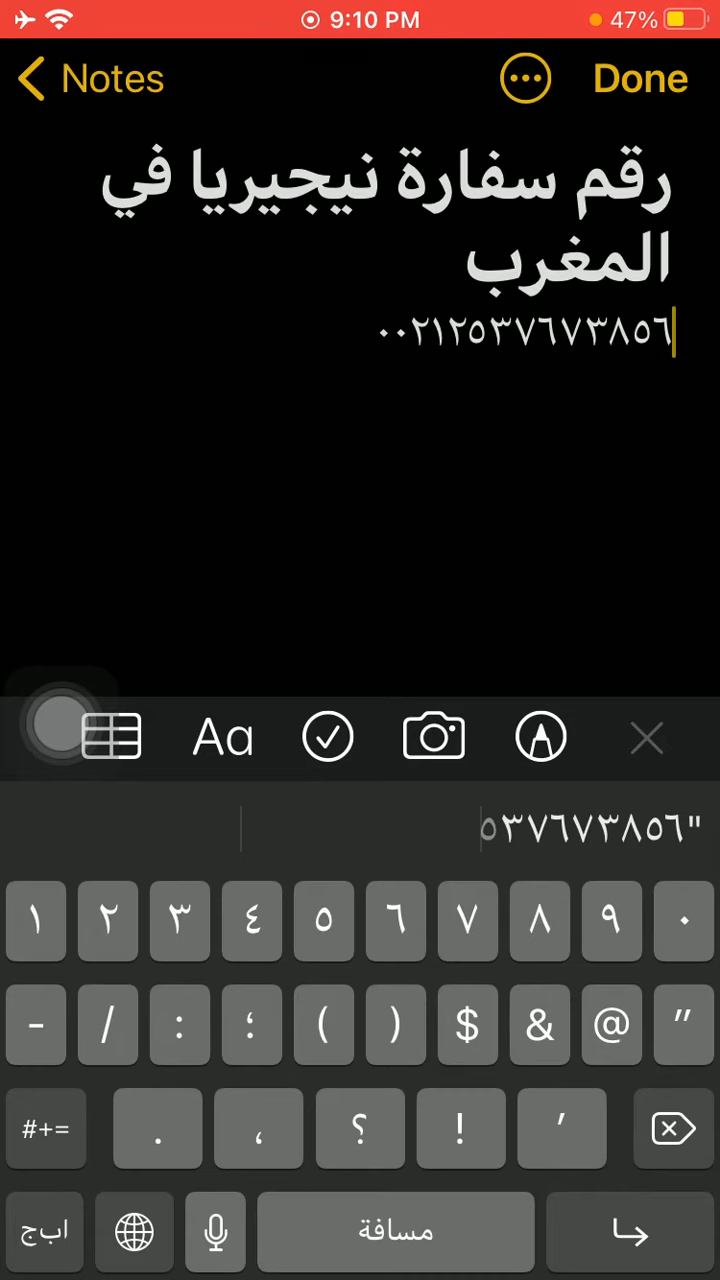 9:10 PM
47%
Notes
Done
رقم سفارة نيجيريا في
المغرب
٠٠٢١٢٥٣٧٦٧٣٨٥٦
Aa
٥٣٧٦٧٣٨٥٦"
١ ٢ ٣ ٤ ٥ ٦ ٧ ٨ ٩ ٠
- / : ؛ ( ) $ & @ "
#+= . ، ؟ ! '
اب‌ج مسافة